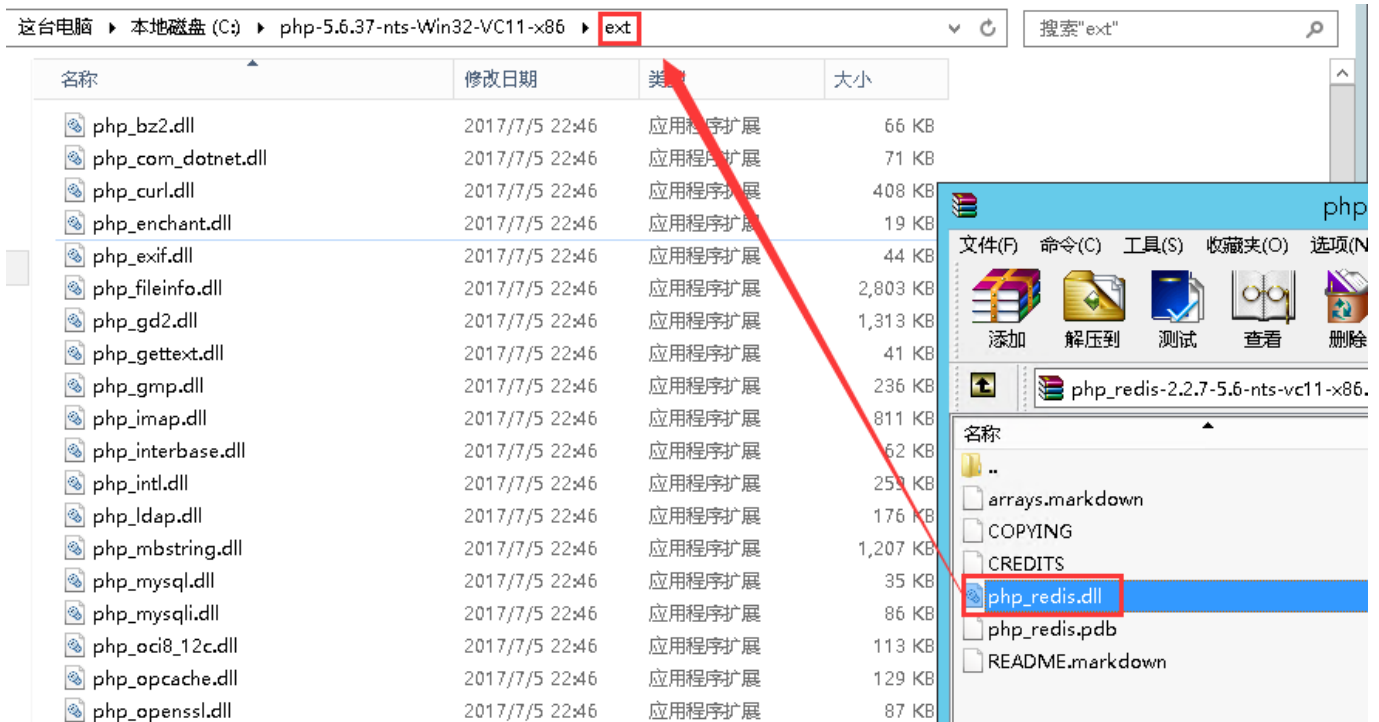 这台电脑 ▸ 本地磁盘 (C:) ▸ php-5.6.37-nts-Win32-VC11-x86 ▸ ext
搜索"ext"
名称 修改日期 大小
php_bz2.dll 2017/7/5 22:46 应用程序扩展 66 KB
php_com_dotnet.dll 2017/7/5 22:46 应用程序扩展 71 KB
php_curl.dll 2017/7/5 22:46 应用程序扩展 408 KB
php_enchant.dll 2017/7/5 22:46 应用程序扩展 19 KB
php_exif.dll 2017/7/5 22:46 应用程序扩展 44 KB
php_fileinfo.dll 2017/7/5 22:46 应用程序扩展 2,803 KB
php_gd2.dll 2017/7/5 22:46 应用程序扩展 1,313 KB
php_gettext.dll 2017/7/5 22:46 应用程序扩展 41 KB
php_gmp.dll 2017/7/5 22:46 应用程序扩展 236 KB
php_imap.dll 2017/7/5 22:46 应用程序扩展 811 KB
php_interbase.dll 2017/7/5 22:46 应用程序扩展 62 KB
php_intl.dll 2017/7/5 22:46 应用程序扩展 259 KB
php_ldap.dll 2017/7/5 22:46 应用程序扩展 176 KB
php_mbstring.dll 2017/7/5 22:46 应用程序扩展 1,207 KB
php_mysql.dll 2017/7/5 22:46 应用程序扩展 35 KB
php_mysqli.dll 2017/7/5 22:46 应用程序扩展 86 KB
php_oci8_12c.dll 2017/7/5 22:46 应用程序扩展 113 KB
php_opcache.dll 2017/7/5 22:46 应用程序扩展 129 KB
php_openssl.dll 2017/7/5 22:46 应用程序扩展 87 KB
php
文件(F) 命令(C) 工具(S) 收藏夹(O) 选项(N
添加 解压到 测试 查看 删除
php_redis-2.2.7-5.6-nts-vc11-x86.
名称
..
arrays.markdown
COPYING
CREDITS
php_redis.dll
php_redis.pdb
README.markdown